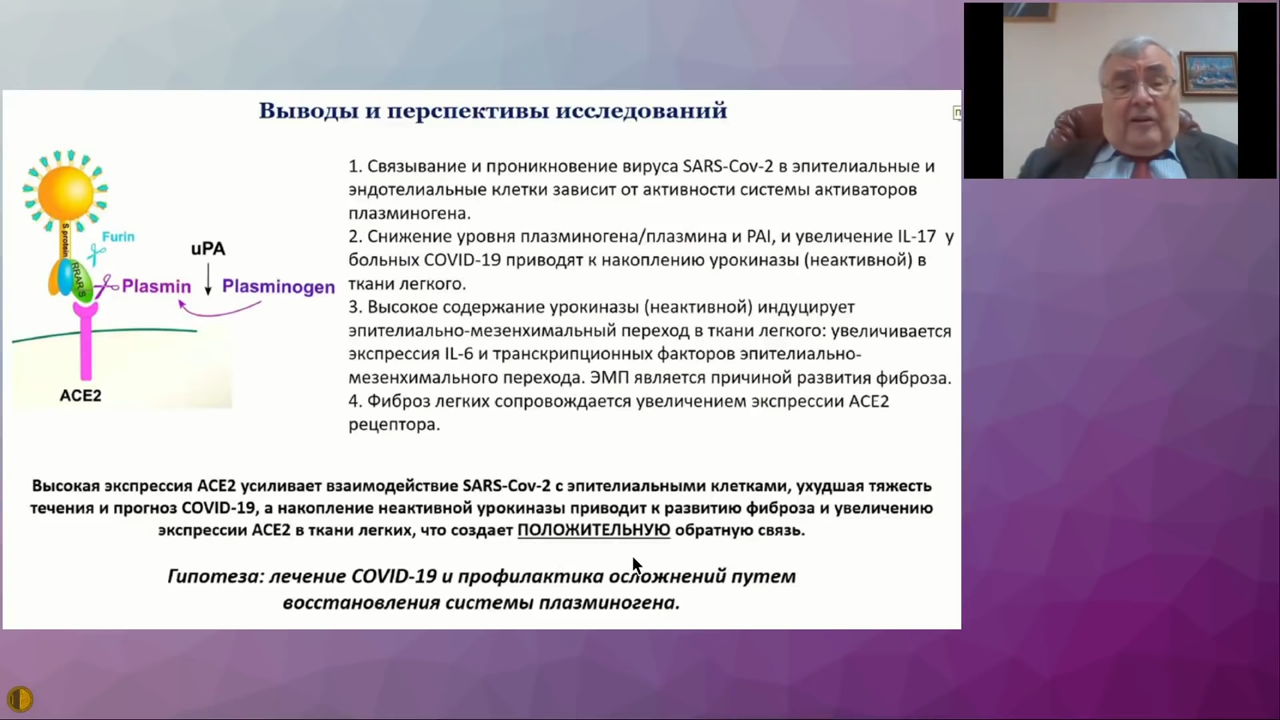 Выводы и перспективы исследований
S protein
Furin
RRAR S
uPA
Plasmin
Plasminogen
ACE2
1. Связывание и проникновение вируса SARS-Cov-2 в эпителиальные и
эндотелиальные клетки зависит от активности системы активаторов
плазминогена.
2. Снижение уровня плазминогена/плазмина и PAI, и увеличение IL-17 у
больных COVID-19 приводят к накоплению урокиназы (неактивной) в
ткани легкого.
3. Высокое содержание урокиназы (неактивной) индуцирует
эпителиально-мезенхимальный переход в ткани легкого: увеличивается
экспрессия IL-6 и транскрипционных факторов эпителиально-
мезенхимального перехода. ЭМП является причиной развития фиброза.
4. Фиброз легких сопровождается увеличением экспрессии ACE2
рецептора.
Высокая экспрессия ACE2 усиливает взаимодействие SARS-Cov-2 с эпителиальными клетками, ухудшая тяжесть
течения и прогноз COVID-19, а накопление неактивной урокиназы приводит к развитию фиброза и увеличению
экспрессии ACE2 в ткани легких, что создает ПОЛОЖИТЕЛЬНУЮ обратную связь.
Гипотеза: лечение COVID-19 и профилактика осложнений путем
восстановления системы плазминогена.